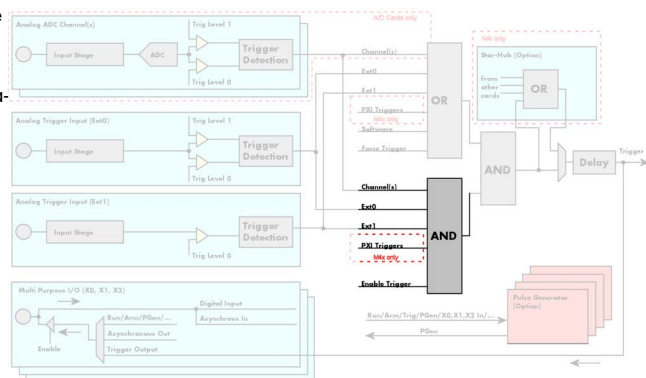 e
A/D Cards only
Analog ADC Channel(s)
Trig Level 1
Input Stage
ADC
Trigger
Detection
Trig Level 0
Channel(s)
Ext0
Ext1
PXI Triggers
M4x only
Software
Force Trigger
OR
M4i only
Star-Hub (Option)
from
other
cards
OR
4-
Analog Trigger Input (Ext0)
Trig Level 1
Input Stage
Trigger
Detection
Trig Level 0
AND
Delay
Trigger
Channel(s)
Ext0
Ext1
PXI Triggers
M4x only
Enable Trigger
AND
Analog Trigger Input (Ext1)
Input Stage
Trigger
Detection
Trig Level 0
Multi Purpose I/O (X0, X1, X2)
Digital Input
Run/Arm/PGen/...
Asynchronous In
Asynchronous Out
Enable
Trigger Output
Run/Arm/Trig/PGen/X0,X1,X2 In/...
PGen
Pulse Generator
(Option)